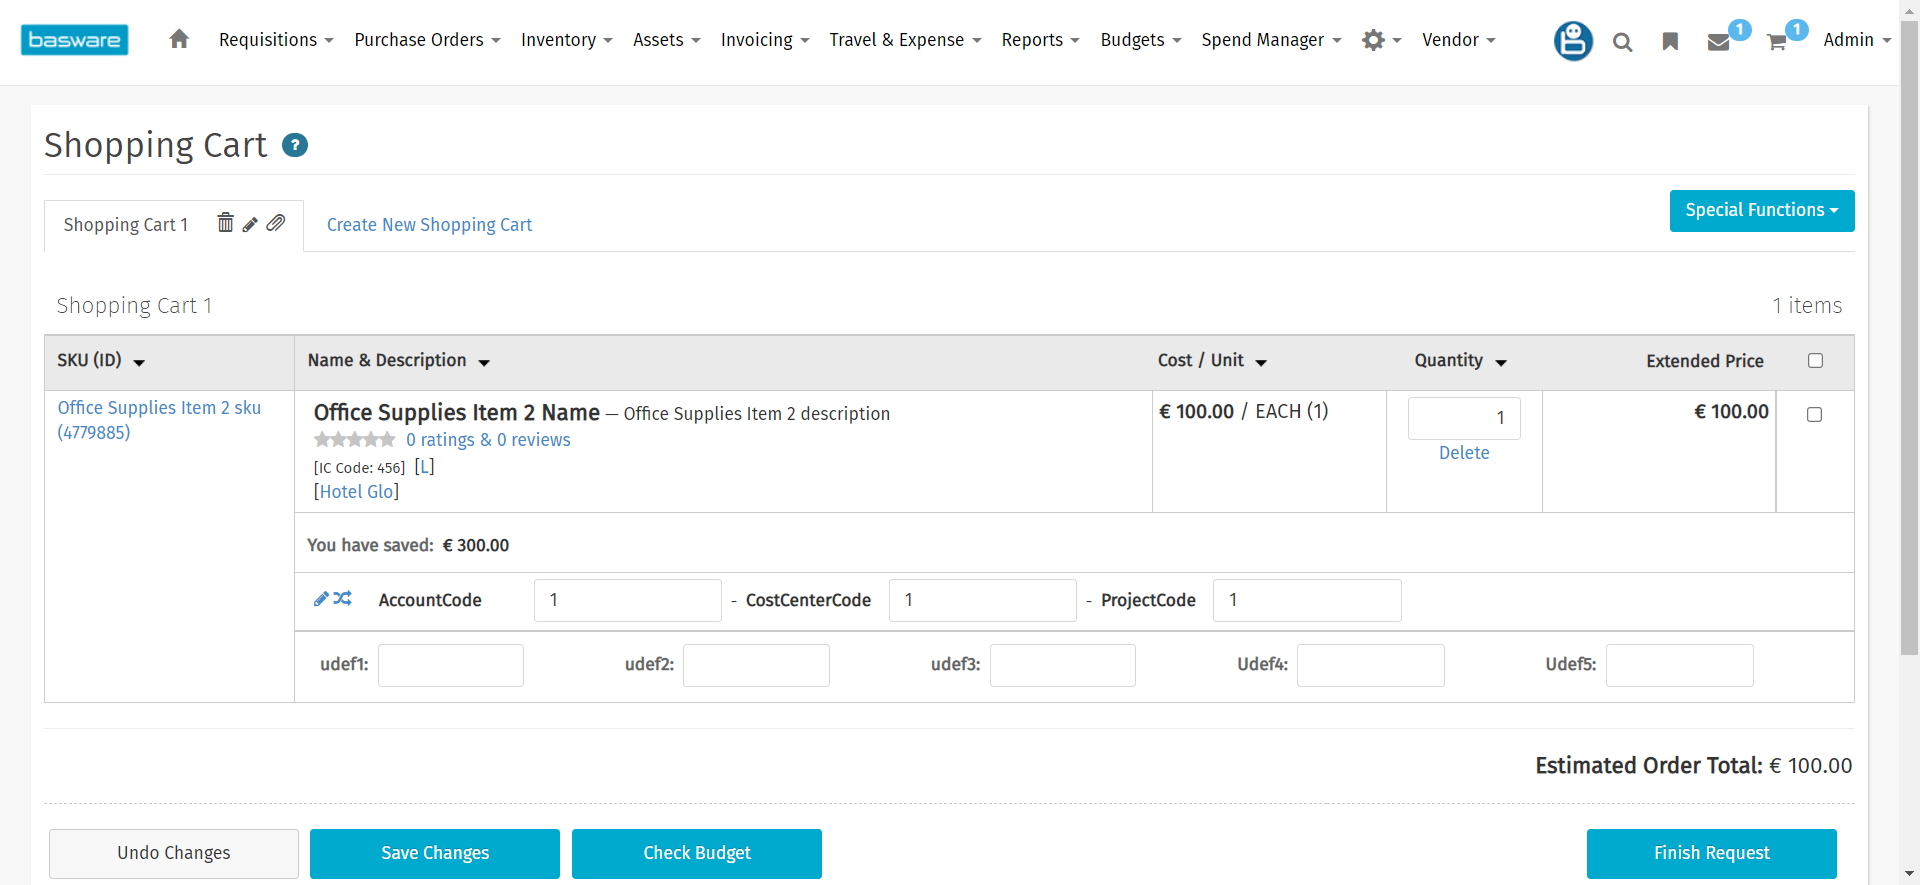 basware
Requisitions Purchase Orders Inventory Assets Invoicing Travel & Expense Reports Budgets Spend Manager Vendor 1 1 Admin
Shopping Cart ?
Shopping Cart 1 Create New Shopping Cart Special Functions
Shopping Cart 1 1 items
SKU (ID) Name & Description Cost / Unit Quantity Extended Price
Office Supplies Item 2 sku Office Supplies Item 2 Name — Office Supplies Item 2 description € 100.00 / EACH (1) 1 € 100.00
(4779885) 0 ratings & 0 reviews Delete
[IC Code: 456] [L]
[Hotel Glo]
You have saved: € 300.00
AccountCode 1 - CostCenterCode 1 - ProjectCode 1
udef1: udef2: udef3: Udef4: Udef5:
Estimated Order Total: € 100.00
Undo Changes Save Changes Check Budget Finish Request